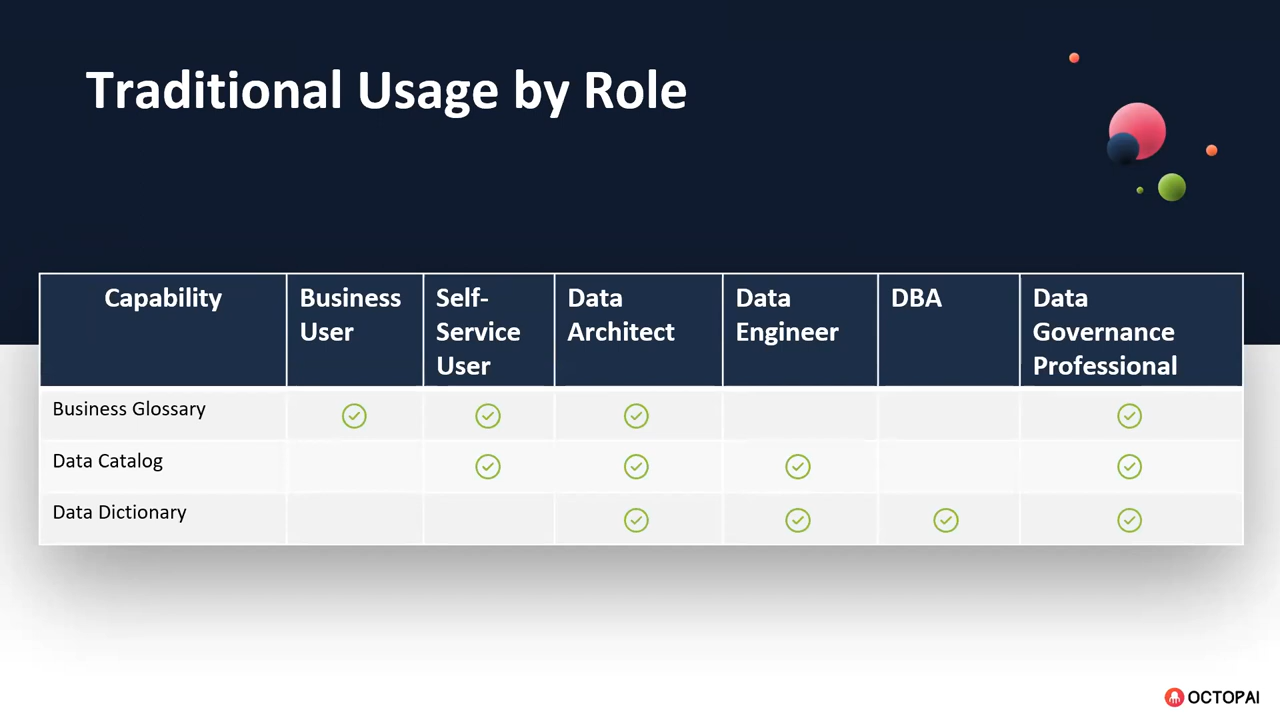 Traditional Usage by Role
Capability
Business
User
Self-
Service
User
Data
Architect
Data
Engineer
DBA
Data
Governance
Professional
Business Glossary
Data Catalog
Data Dictionary
OCTOPAI